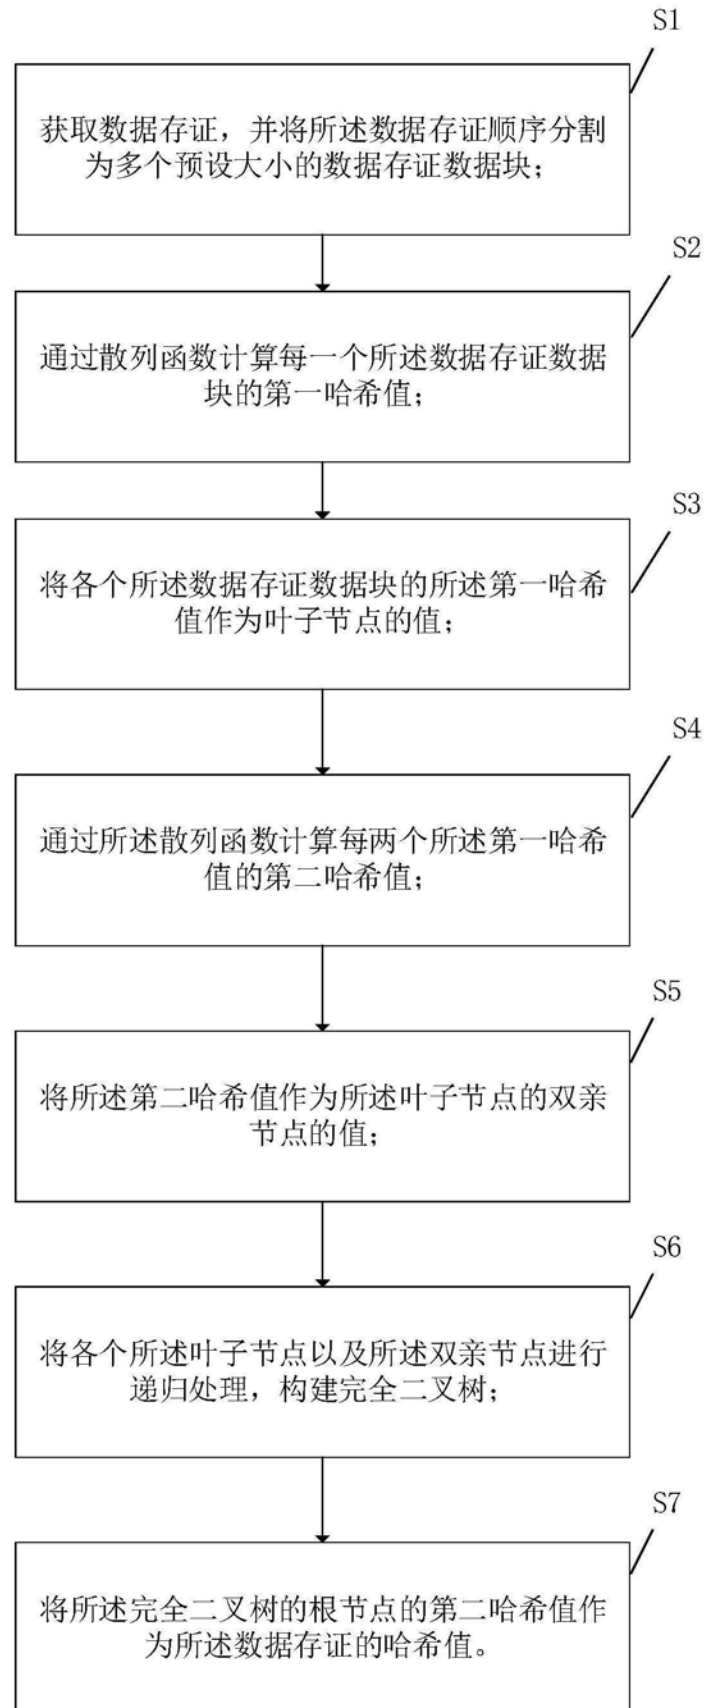 S1
获取数据存证，并将所述数据存证顺序分割
为多个预设大小的数据存证数据块；
S2
通过散列函数计算每一个所述数据存证数据
块的第一哈希值；
S3
将各个所述数据存证数据块的所述第一哈希
值作为叶子节点的值；
S4
通过所述散列函数计算每两个所述第一哈希
值的第二哈希值；
S5
将所述第二哈希值作为所述叶子节点的双亲
节点的值；
S6
将各个所述叶子节点以及所述双亲节点进行
递归处理，构建完全二叉树；
S7
将所述完全二叉树的根节点的第二哈希值作
为所述数据存证的哈希值。